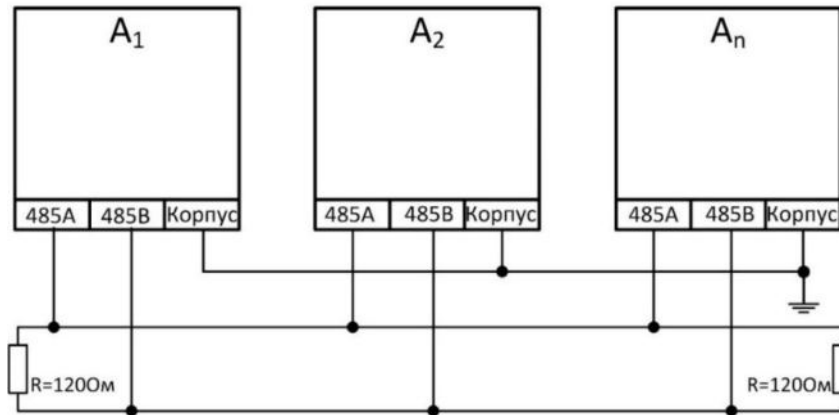 A₁ A₂ Aₙ
485A 485B Корпус 485A 485B Корпус 485A 485B Корпус
R=120Ом R=120Ом